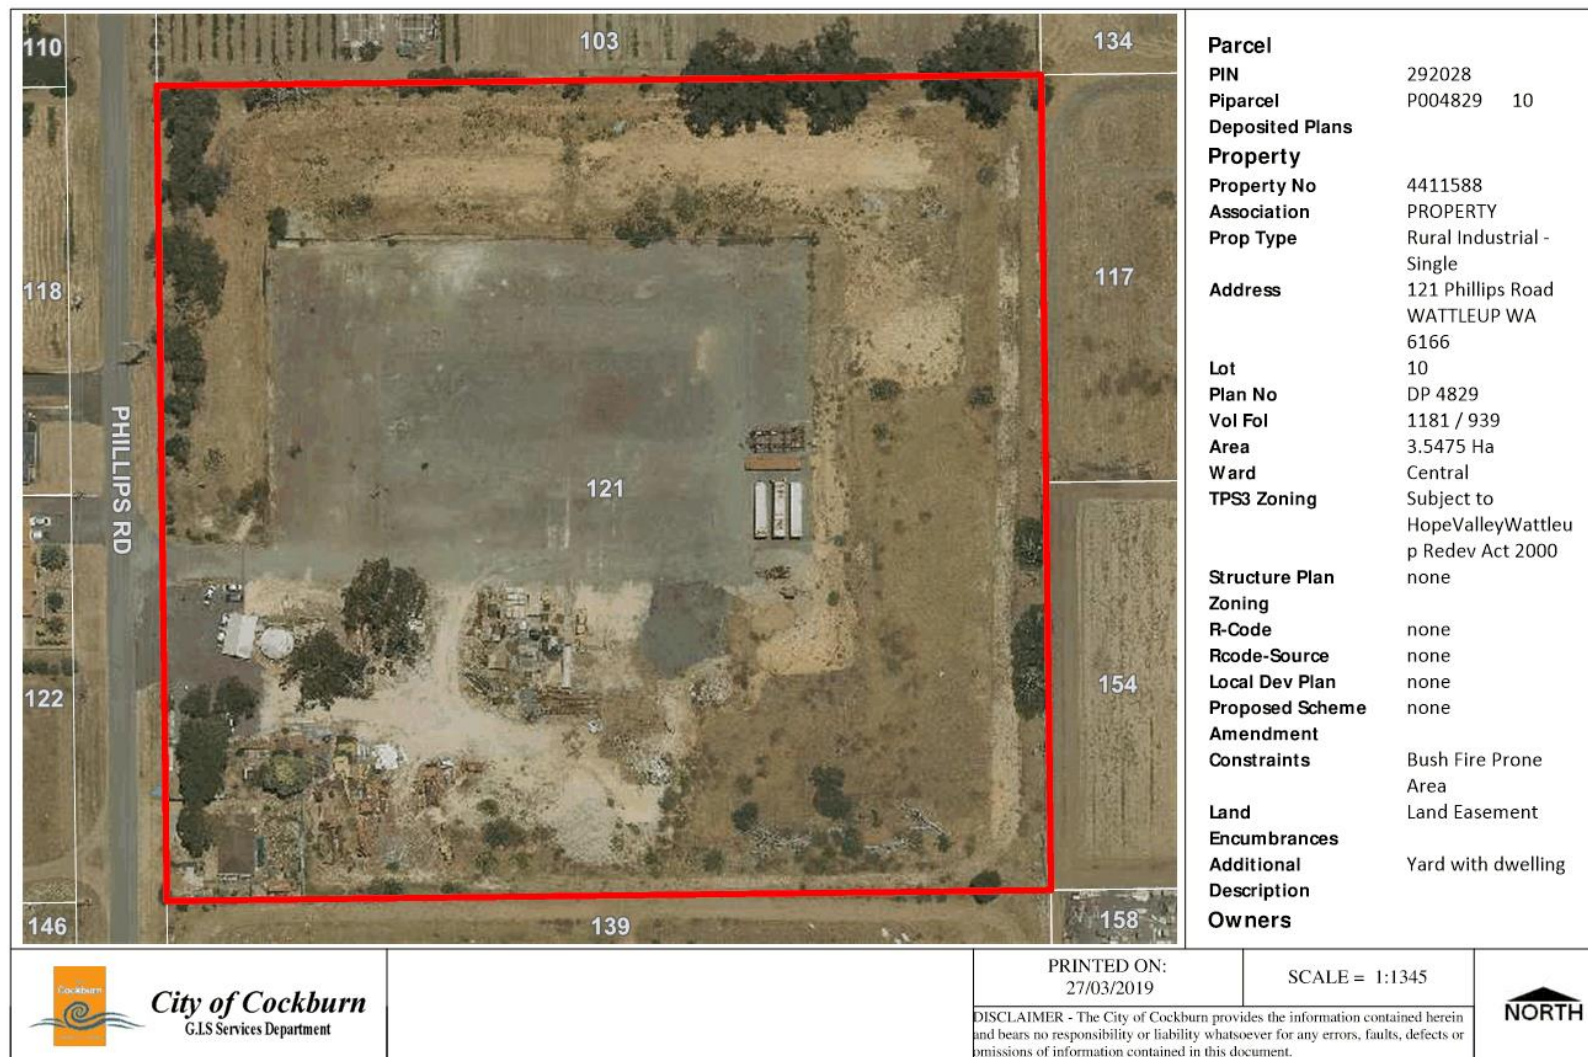 110
103
134
118
117
PHILLIPS RD
121
122
154
146
139
158
Parcel
PIN 292028
Piparcel P004829 10
Deposited Plans
Property
Property No 4411588
Association PROPERTY
Prop Type Rural Industrial -
Single
Address 121 Phillips Road
WATTLEUP WA
6166
Lot 10
Plan No DP 4829
Vol Fol 1181 / 939
Area 3.5475 Ha
Ward Central
TPS3 Zoning Subject to
HopeValleyWattleu
p Redev Act 2000
Structure Plan none
Zoning
R-Code none
Rcode-Source none
Local Dev Plan none
Proposed Scheme none
Amendment
Constraints Bush Fire Prone
Area
Land Land Easement
Encumbrances
Additional Yard with dwelling
Description
Owners
Cockburn
City of Cockburn
G.I.S Services Department
PRINTED ON:
27/03/2019
SCALE = 1:1345
DISCLAIMER - The City of Cockburn provides the information contained herein
and bears no responsibility or liability whatsoever for any errors, faults, defects or
omissions of information contained in this document.
NORTH